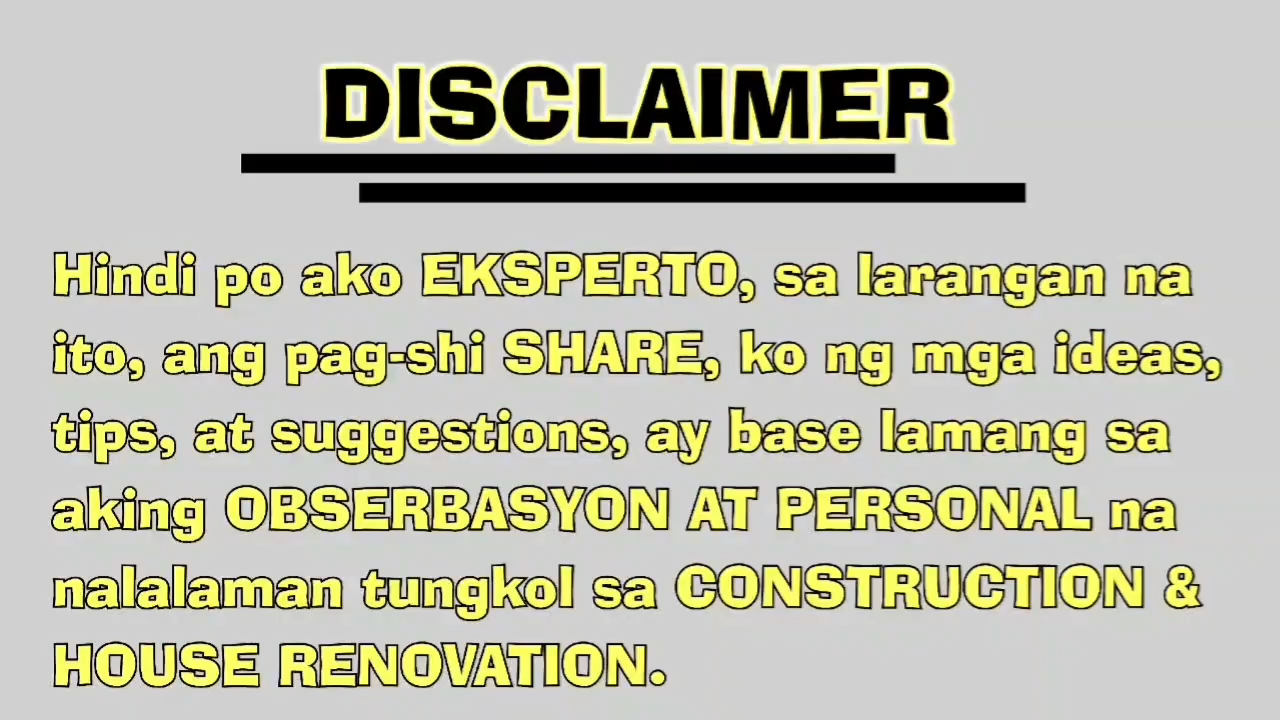 DISCLAIMER
Hindi po ako EKSPERTO, sa larangan na
ito, ang pag-shi SHARE, ko ng mga ideas,
tips, at suggestions, ay base lamang sa
aking OBSERBASYON AT PERSONAL na
nalalaman tungkol sa CONSTRUCTION &
HOUSE RENOVATION.